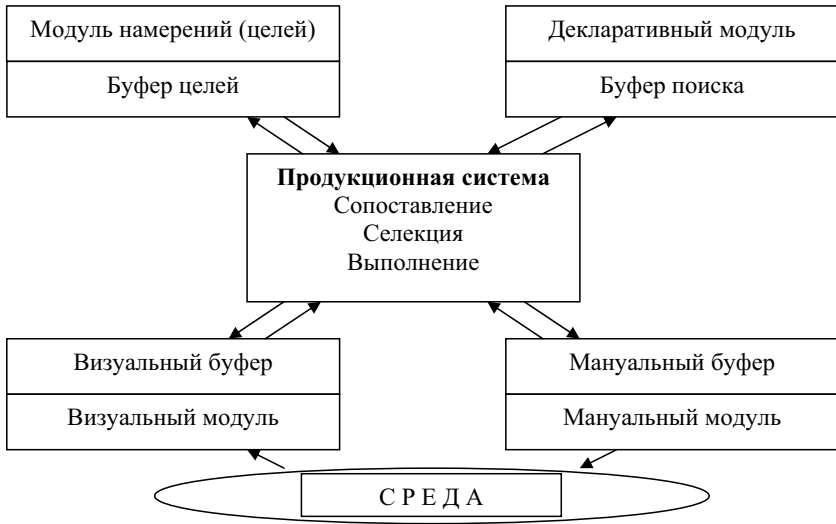 Модуль намерений (целей)
Буфер целей
Декларативный модуль
Буфер поиска
Продукционная система
Сопоставление
Селекция
Выполнение
Визуальный буфер
Визуальный модуль
Мануальный буфер
Мануальный модуль
С Р Е Д А